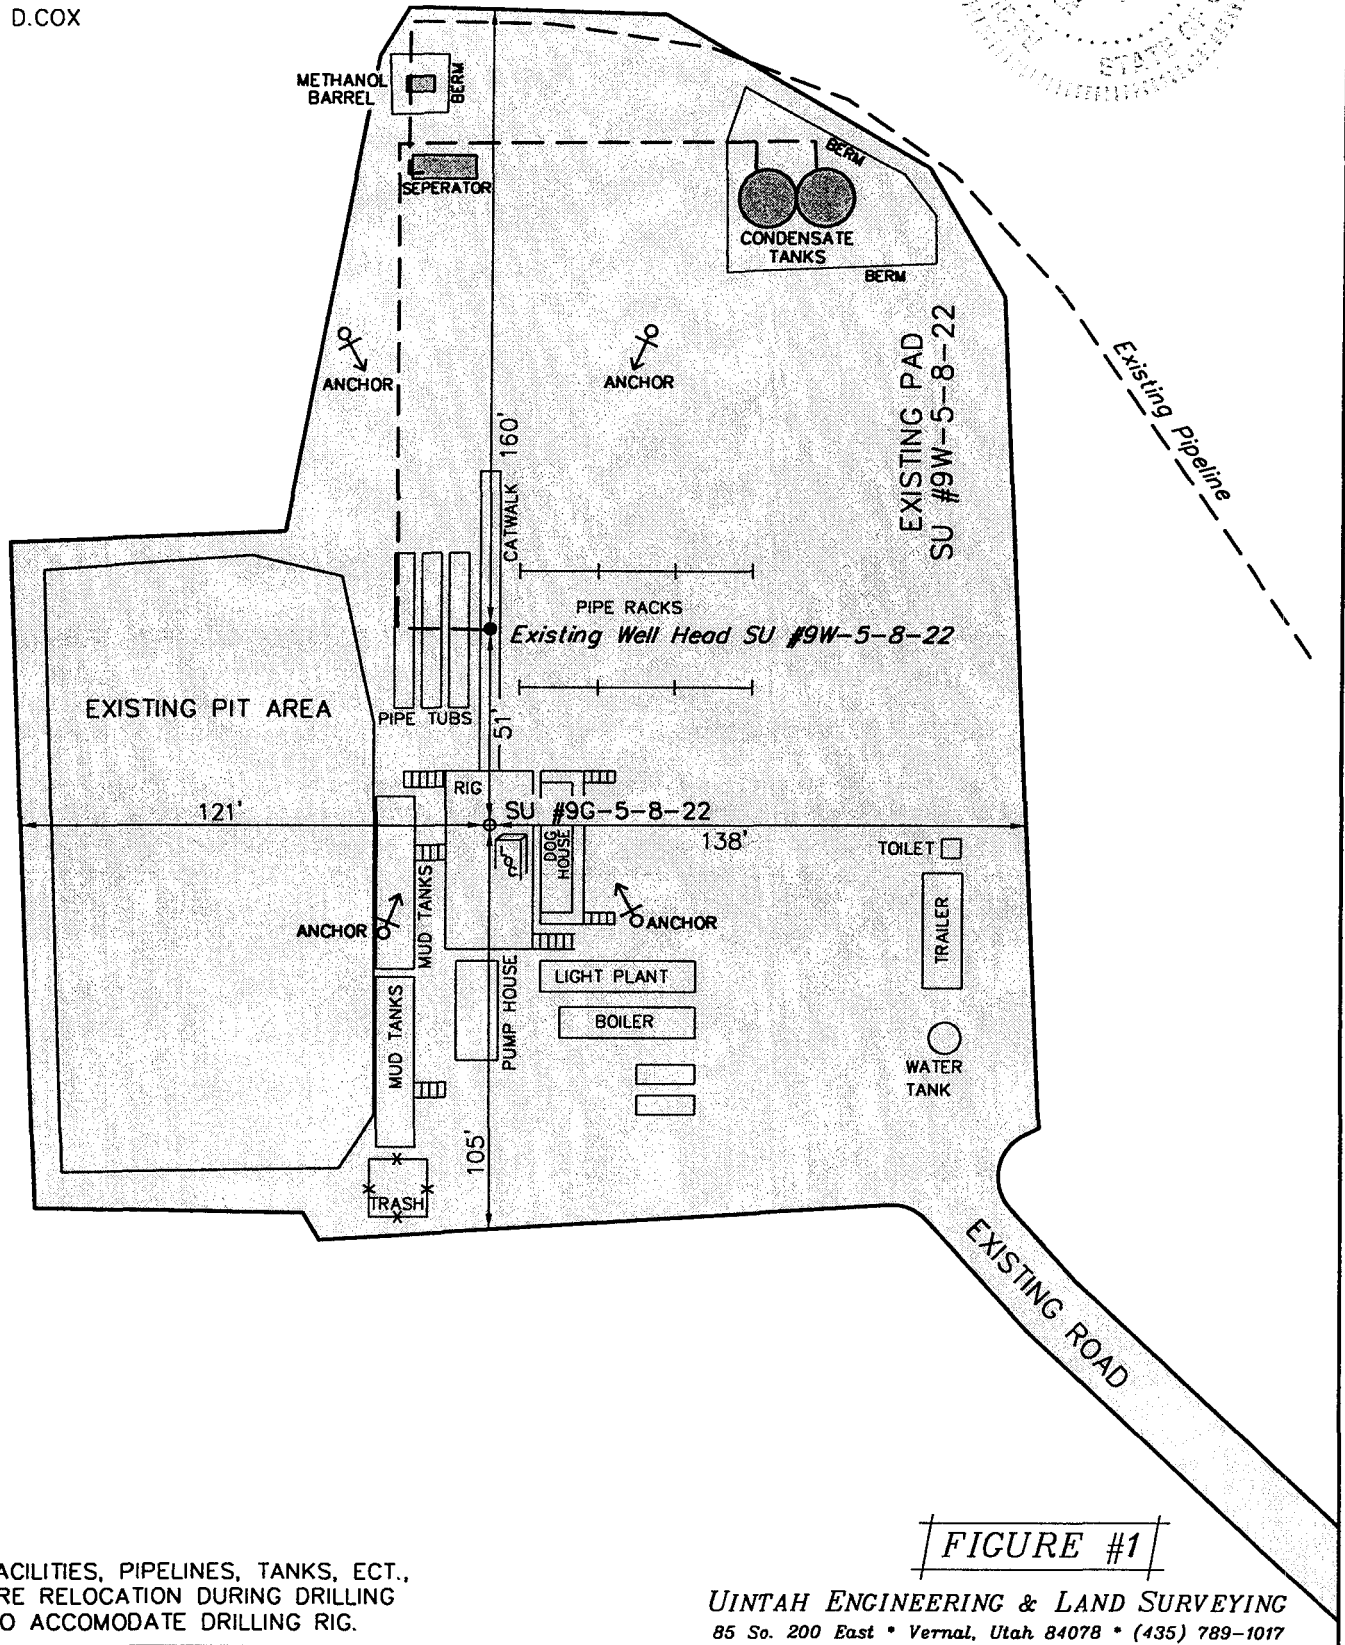 D.COX
STATE OF
METHANOL
BARREL
BERM
SEPERATOR
BERM
CONDENSATE
TANKS
BERM
ANCHOR
ANCHOR
EXISTING PAD
SU #9W-5-8-22
Existing Pipeline
160'
CATWALK
PIPE RACKS
Existing Well Head SU #9W-5-8-22
EXISTING PIT AREA
PIPE TUBS
51'
RIG
SU #9G-5-8-22
121'
138'
DOG
HOUSE
TOILET
TRAILER
ANCHOR
MUD TANKS
ANCHOR
LIGHT PLANT
PUMP HOUSE
BOILER
MUD TANKS
WATER
TANK
105'
TRASH
EXISTING ROAD
FIGURE #1
ACILITIES, PIPELINES, TANKS, ECT.,
RE RELOCATION DURING DRILLING
O ACCOMODATE DRILLING RIG.
UINTAH ENGINEERING & LAND SURVEYING
85 So. 200 East * Vernal, Utah 84078 * (435) 789-1017